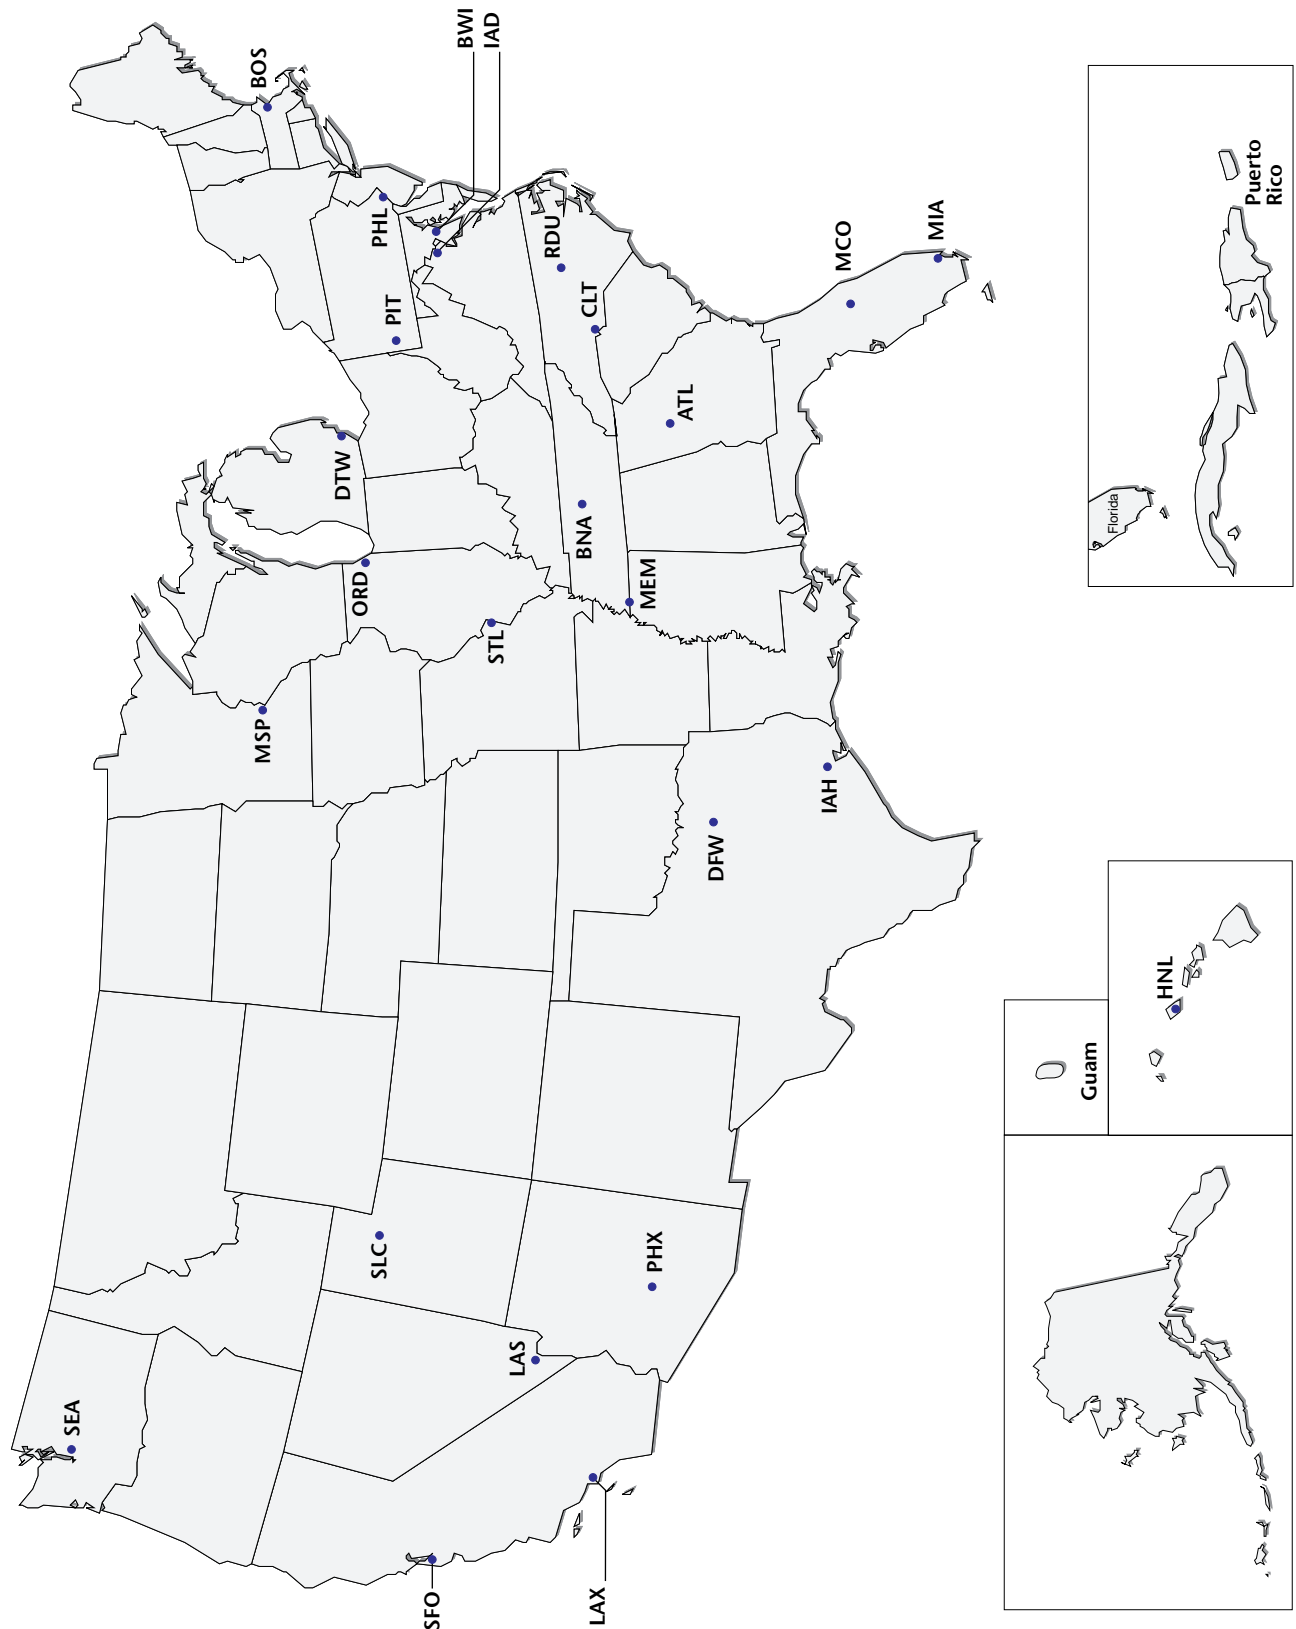 SEA
SFO
LAX
LAS
SLC
PHX
MSP
DFW
IAH
ORD
STL
MEM
BNA
DTW
ATL
PIT
CLT
RDU
PHL
BOS
BWI
IAD
MCO
MIA
Guam
HNL
Florida
Puerto
Rico